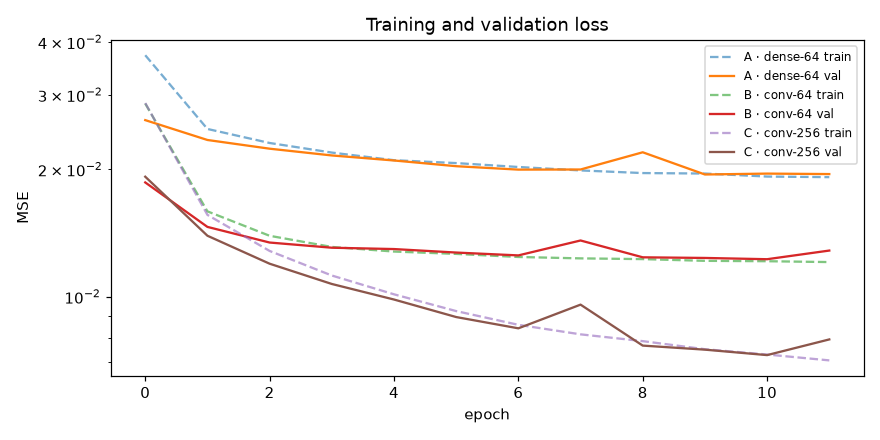 Training and validation loss
4 × 10⁻²
3 × 10⁻²
2 × 10⁻²
10⁻²
MSE
A · dense-64 train
A · dense-64 val
B · conv-64 train
B · conv-64 val
C · conv-256 train
C · conv-256 val
0 2 4 6 8 10
epoch